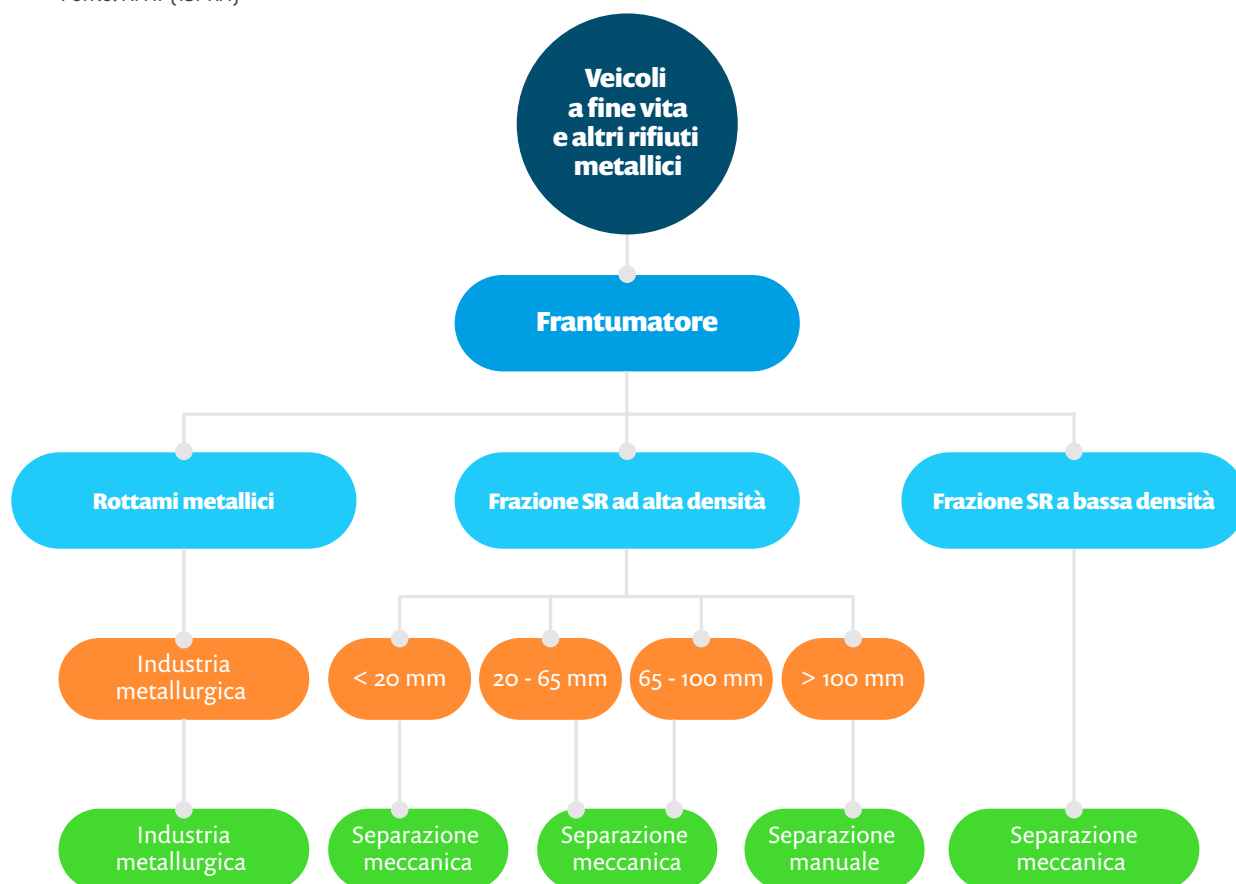 Veicoli
a fine vita
e altri rifiuti
metallici
Frantumatore
Rottami metallici
Frazione SR ad alta densità
Frazione SR a bassa densità
Industria
metallurgica
< 20 mm
20 - 65 mm
65 - 100 mm
> 100 mm
Industria
metallurgica
Separazione
meccanica
Separazione
meccanica
Separazione
manuale
Separazione
meccanica